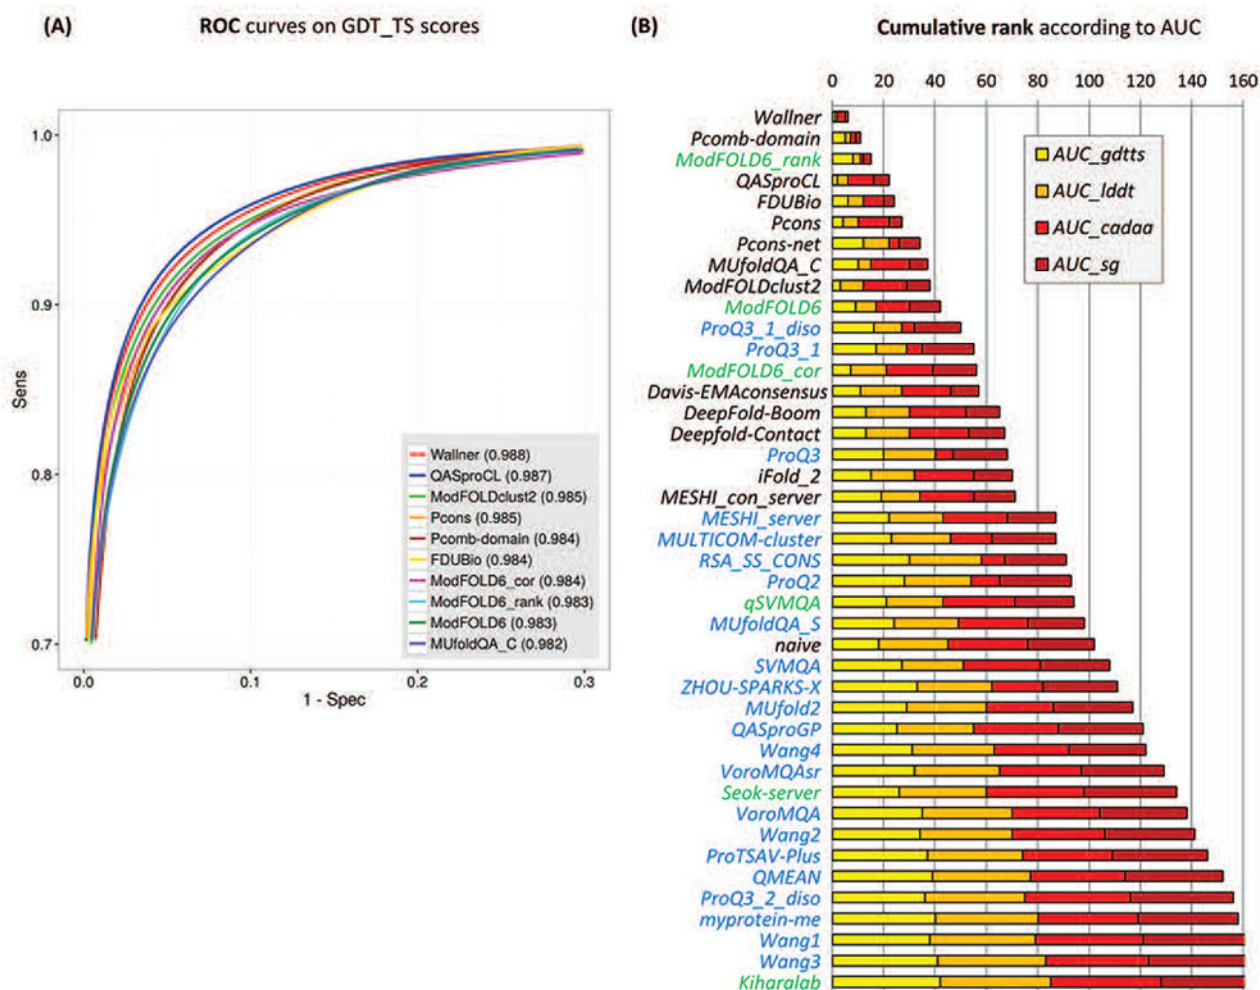 (A)
ROC curves on GDT_TS scores
1.0
0.9
0.8
0.7
Sens
0.0
0.1
0.2
0.3
1 - Spec
Wallner (0.988)
QASproCL (0.987)
ModFOLDclust2 (0.985)
Pcons (0.985)
Pcomb-domain (0.984)
FDUBio (0.984)
ModFOLD6_cor (0.984)
ModFOLD6_rank (0.983)
ModFOLD6 (0.983)
MUfoldQA_C (0.982)
(B)
Cumulative rank according to AUC
0 20 40 60 80 100 120 140 160
Wallner
Pcomb-domain
ModFOLD6_rank
QASproCL
FDUBio
Pcons
Pcons-net
MUfoldQA_C
ModFOLDclust2
ModFOLD6
ProQ3_1_diso
ProQ3_1
ModFOLD6_cor
Davis-EMAconsensus
DeepFold-Boom
Deepfold-Contact
ProQ3
iFold_2
MESHI_con_server
MESHI_server
MULTICOM-cluster
RSA_SS_CONS
ProQ2
qSVMQA
MUfoldQA_S
naive
SVMQA
ZHOU-SPARKS-X
MUfold2
QASproGP
Wang4
VoroMQAsr
Seok-server
VoroMQA
Wang2
ProTSAV-Plus
QMEAN
ProQ3_2_diso
myprotein-me
Wang1
Wang3
Kiharalab
AUC_gdtts
AUC_lddt
AUC_cadaa
AUC_sg